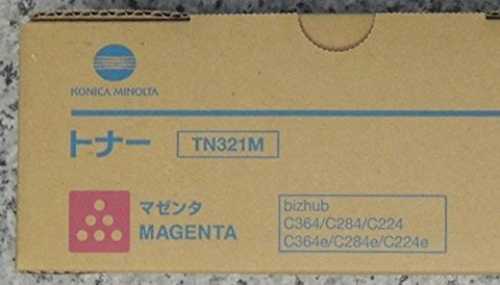 KONICA MINOLTA
トナー TN321M
マゼンタ
MAGENTA
bizhub
C364/C284/C224
C364e/C284e/C224e